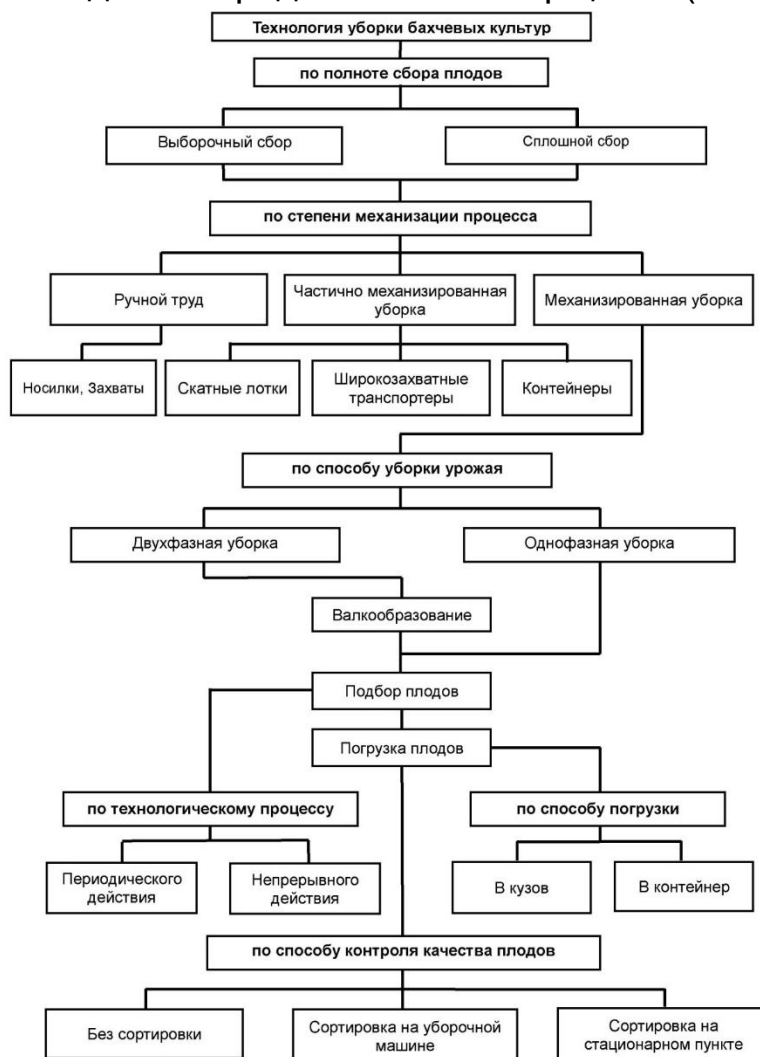 Технология уборки бахчевых культур
по полноте сбора плодов
Выборочный сбор
Сплошной сбор
по степени механизации процесса
Ручной труд
Частично механизированная
уборка
Механизированная уборка
Носилки, Захваты
Скатные лотки
Широкозахватные
транспортеры
Контейнеры
по способу уборки урожая
Двухфазная уборка
Однофазная уборка
Валкообразование
Подбор плодов
Погрузка плодов
по технологическому процессу
по способу погрузки
Периодического
действия
Непрерывного
действия
В кузов
В контейнер
по способу контроля качества плодов
Без сортировки
Сортировка на уборочной
машине
Сортировка на
стационарном пункте